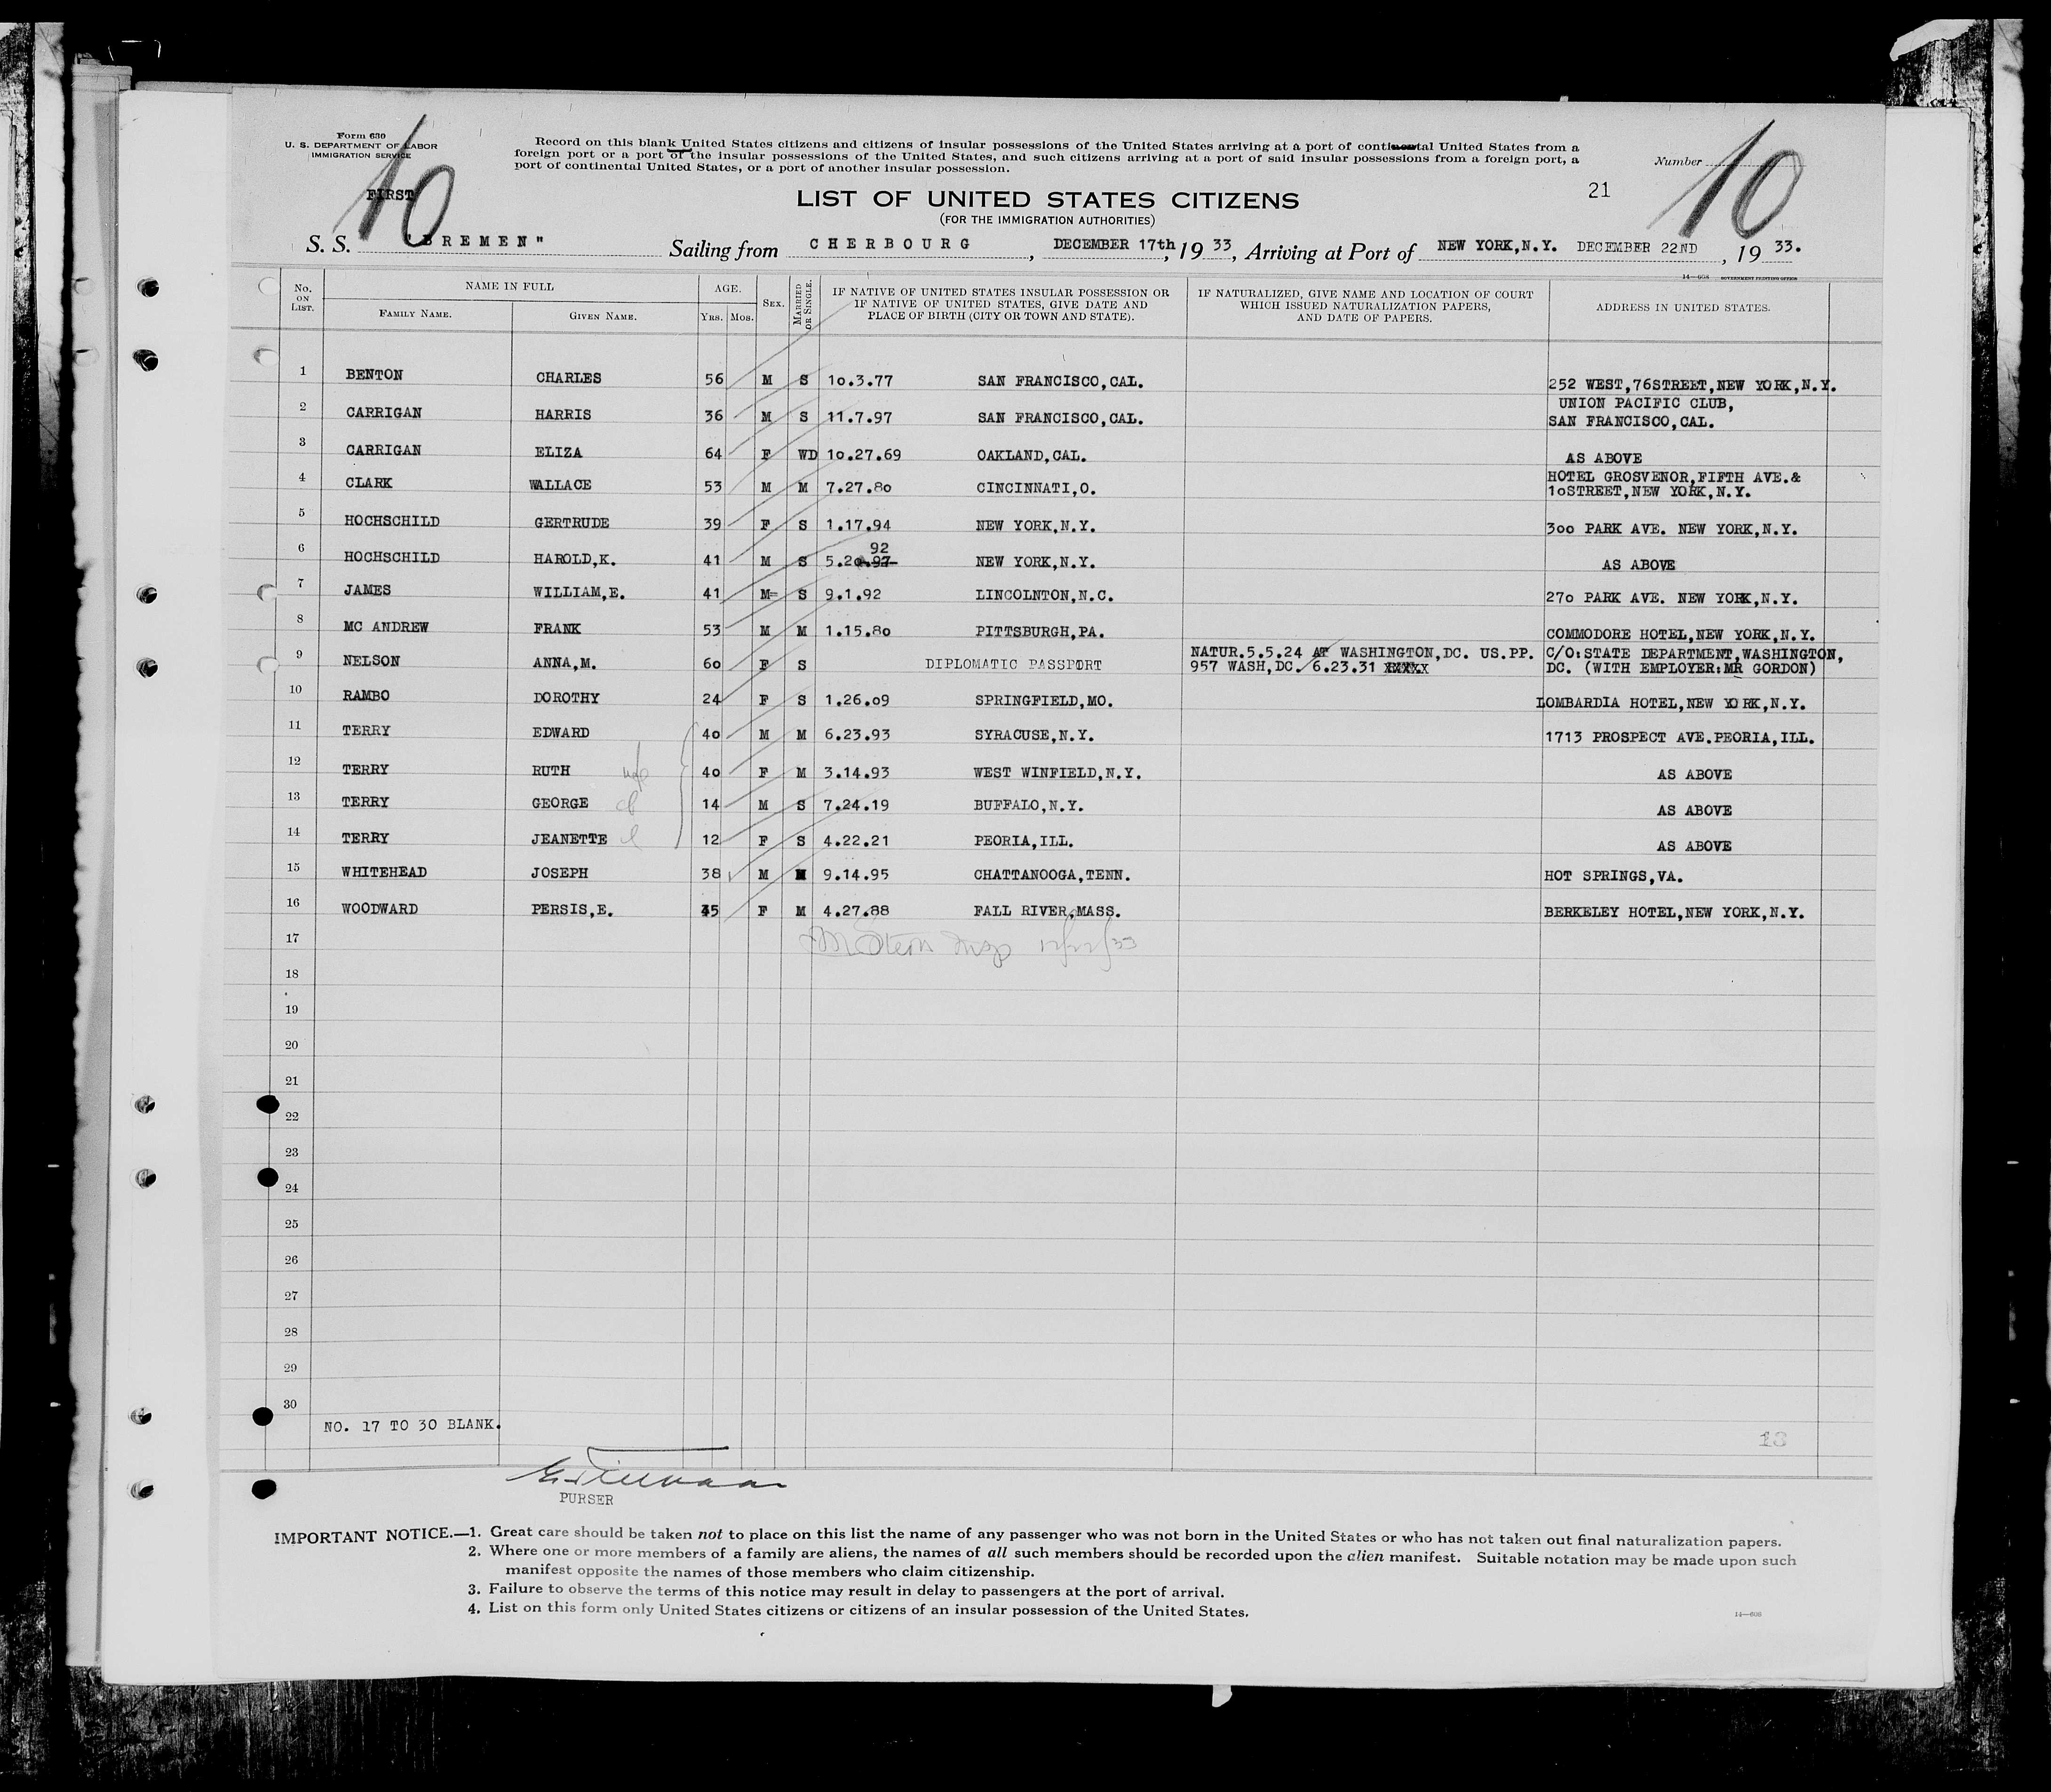 Form 630
U. S. DEPARTMENT OF LABOR
IMMIGRATION SERVICE
FIRST
10
Record on this blank United States citizens and citizens of insular possessions of the United States arriving at a port of continental United States from a
foreign port or a port of the insular possessions of the United States, and such citizens arriving at a port of said insular possessions from a foreign port, a
port of continental United States, or a port of another insular possession.
Number
10
21
LIST OF UNITED STATES CITIZENS
(FOR THE IMMIGRATION AUTHORITIES)
S. S. "BREMEN" Sailing from CHERBOURG, DECEMBER 17th, 1933, Arriving at Port of NEW YORK,N.Y. DECEMBER 22ND, 1933.
14—608 GOVERNMENT PRINTING OFFICE
No. ON LIST. NAME IN FULL AGE. SEX. MARRIED OR SINGLE. IF NATIVE OF UNITED STATES INSULAR POSSESSION OR IF NATIVE OF UNITED STATES, GIVE DATE AND PLACE OF BIRTH (CITY OR TOWN AND STATE). IF NATURALIZED, GIVE NAME AND LOCATION OF COURT WHICH ISSUED NATURALIZATION PAPERS, AND DATE OF PAPERS. ADDRESS IN UNITED STATES.
FAMILY NAME. GIVEN NAME. YRS. MOS.
1 BENTON CHARLES 56 M S 10.3.77 SAN FRANCISCO,CAL. 252 WEST,76STREET,NEW YORK,N.Y.
2 CARRIGAN HARRIS 36 M S 11.7.97 SAN FRANCISCO,CAL. UNION PACIFIC CLUB,
SAN FRANCISCO,CAL.
3 CARRIGAN ELIZA 64 F WD 10.27.69 OAKLAND,CAL. AS ABOVE
4 CLARK WALLACE 53 M M 7.27.80 CINCINNATI,O. HOTEL GROSVENOR,FIFTH AVE.&
10STREET,NEW YORK,N.Y.
5 HOCHSCHILD GERTRUDE 39 F S 1.17.94 NEW YORK,N.Y. 300 PARK AVE. NEW YORK,N.Y.
92
6 HOCHSCHILD HAROLD,K. 41 M S 5.20.97 NEW YORK,N.Y. AS ABOVE
7 JAMES WILLIAM,E. 41 M S 9.1.92 LINCOLNTON,N.C. 270 PARK AVE. NEW YORK,N.Y.
8 MC ANDREW FRANK 53 M M 1.15.80 PITTSBURGH,PA. COMMODORE HOTEL,NEW YORK,N.Y.
9 NELSON ANNA,M. 60 F S DIPLOMATIC PASSPORT NATUR.5.5.24 AT WASHINGTON,DC. US.PP. C/O:STATE DEPARTMENT,WASHINGTON,
957 WASH,DC. 6.23.31 XXXXX DC. (WITH EMPLOYER:MR GORDON)
10 RAMBO DOROTHY 24 F S 1.26.09 SPRINGFIELD,MO. LOMBARDIA HOTEL,NEW YORK,N.Y.
11 TERRY EDWARD 40 M M 6.23.93 SYRACUSE,N.Y. 1713 PROSPECT AVE.PEORIA,ILL.
12 TERRY RUTH wife 40 F M 3.14.93 WEST WINFIELD,N.Y. AS ABOVE
13 TERRY GEORGE 14 M S 7.24.19 BUFFALO,N.Y. AS ABOVE
14 TERRY JEANETTE 12 F S 4.22.21 PEORIA,ILL. AS ABOVE
15 WHITEHEAD JOSEPH 38 M M 9.14.95 CHATTANOOGA,TENN. HOT SPRINGS,VA.
16 WOODWARD PERSIS,E. 45 F M 4.27.88 FALL RIVER,MASS. BERKELEY HOTEL,NEW YORK,N.Y.
17 Stern Insp 12/22/33
18
19
20
21
22
23
24
25
26
27
28
29
30
NO. 17 TO 30 BLANK.
13
PURSER
IMPORTANT NOTICE.—1. Great care should be taken not to place on this list the name of any passenger who was not born in the United States or who has not taken out final naturalization papers.
2. Where one or more members of a family are aliens, the names of all such members should be recorded upon the alien manifest. Suitable notation may be made upon such
manifest opposite the names of those members who claim citizenship.
3. Failure to observe the terms of this notice may result in delay to passengers at the port of arrival.
4. List on this form only United States citizens or citizens of an insular possession of the United States.
14—608